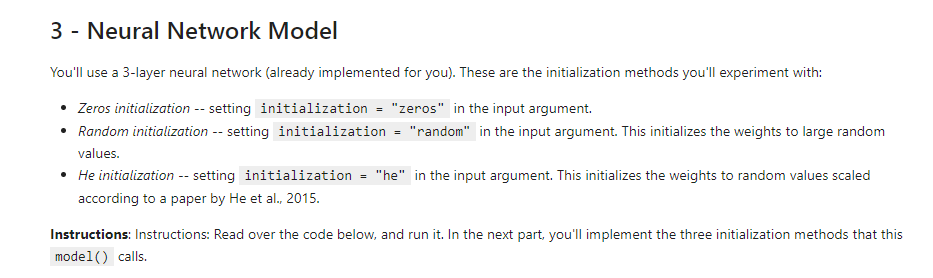 3 - Neural Network Model
You'll use a 3-layer neural network (already implemented for you). These are the initialization methods you'll experiment with:
• Zeros initialization -- setting initialization = "zeros" in the input argument.
• Random initialization -- setting initialization = "random" in the input argument. This initializes the weights to large random
values.
• He initialization -- setting initialization = "he" in the input argument. This initializes the weights to random values scaled
according to a paper by He et al., 2015.
Instructions: Instructions: Read over the code below, and run it. In the next part, you'll implement the three initialization methods that this
model() calls.